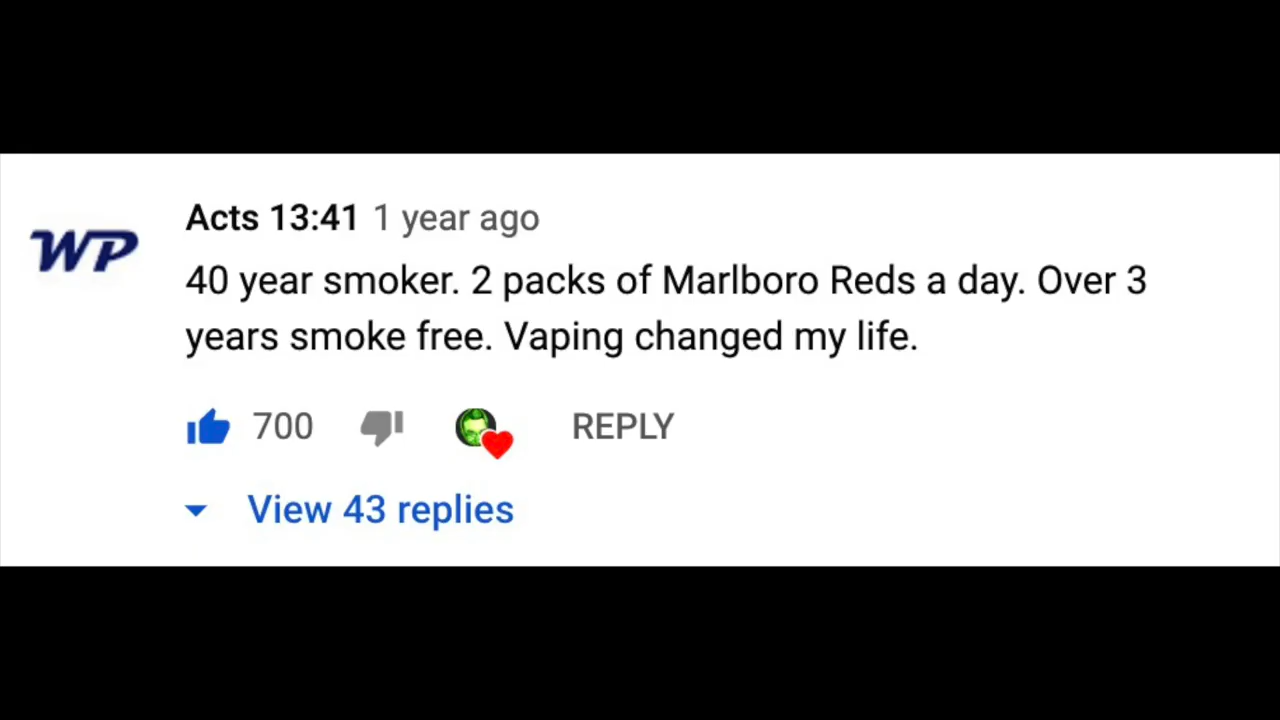 WP
Acts 13:41 1 year ago
40 year smoker. 2 packs of Marlboro Reds a day. Over 3
years smoke free. Vaping changed my life.
700 REPLY
View 43 replies